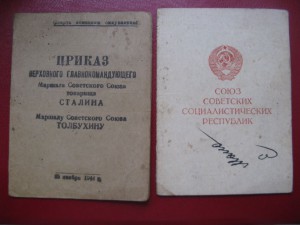 ПРИКАЗ
ВЕРХОВНОГО ГЛАВНОКОМАНДУЮЩЕГО
Маршала Советского Союза
товарища
СТАЛИНА
Маршалу Советского Союза
ТОЛБУХИНУ
СОЮЗ
СОВЕТСКИХ
СОЦИАЛИСТИЧЕСКИХ
РЕСПУБЛИК